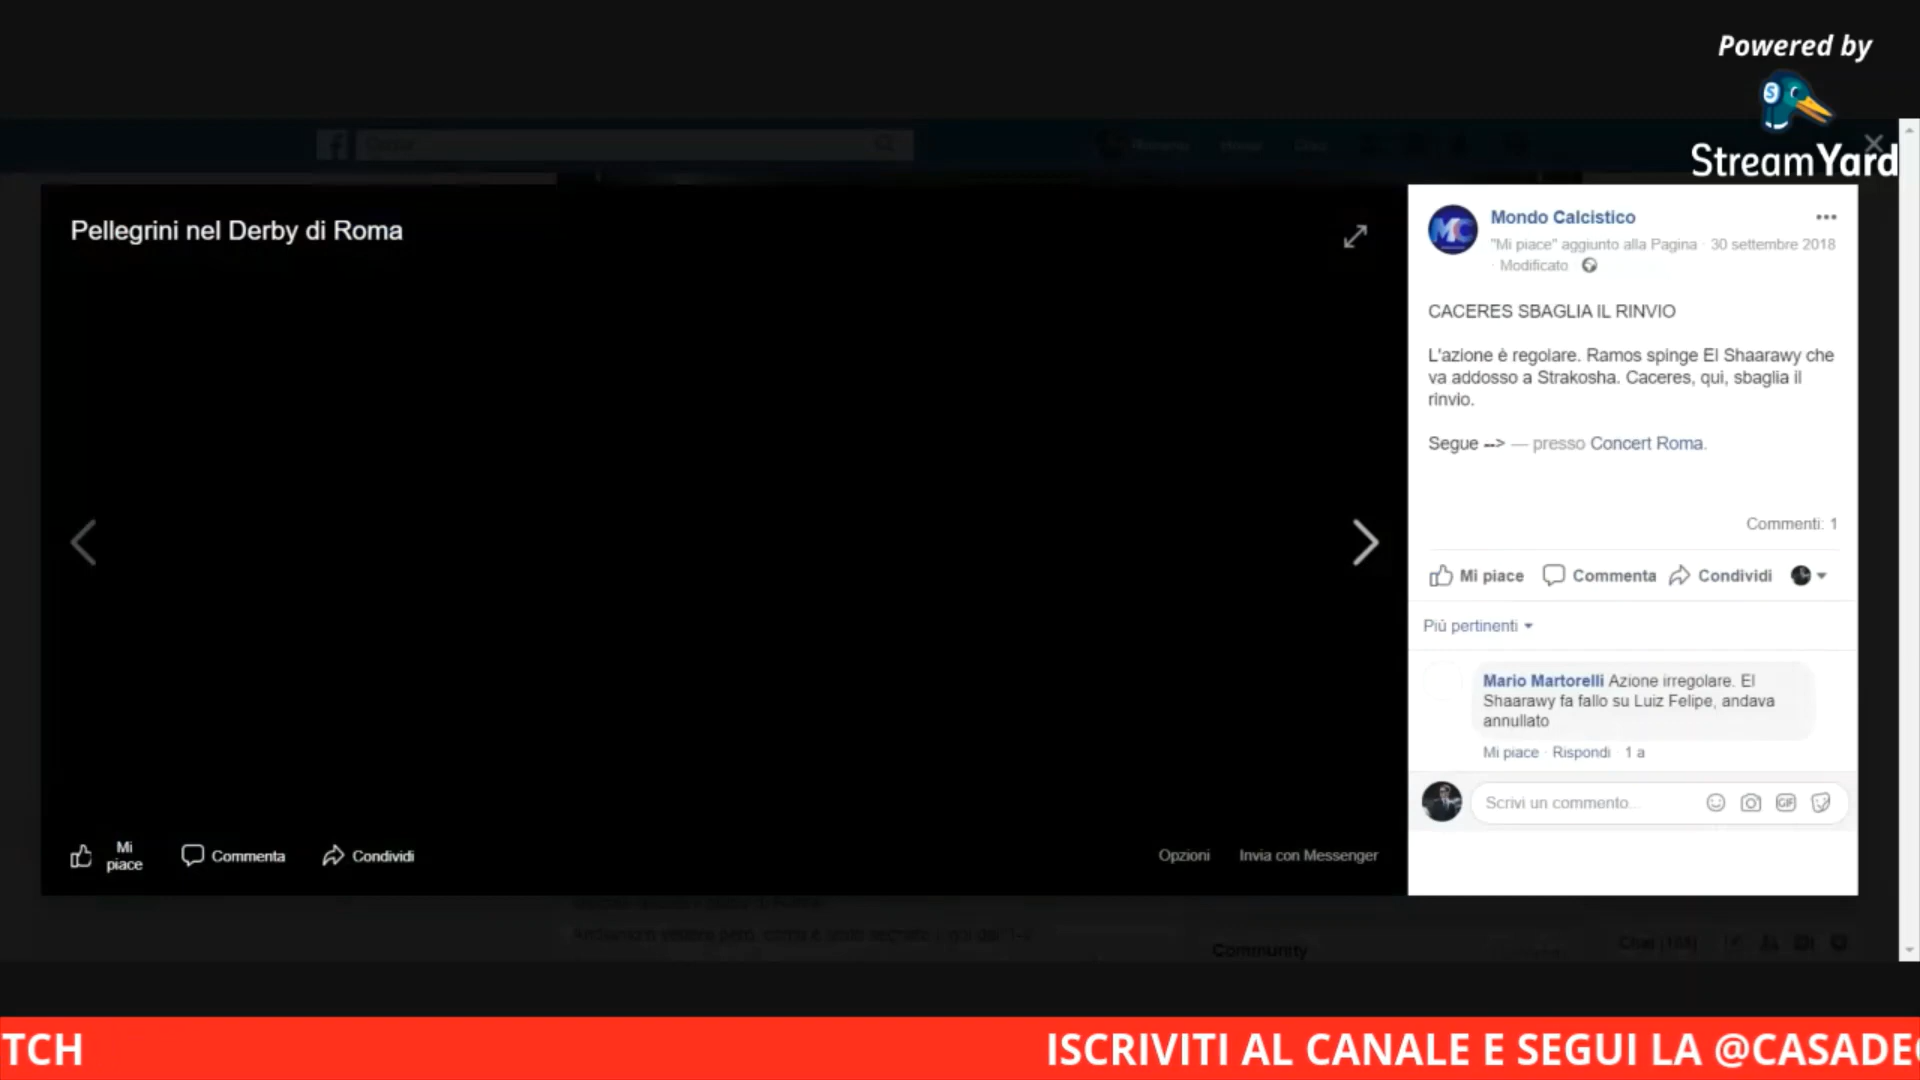 Powered by
StreamYard
Pellegrini nel Derby di Roma
Mondo Calcistico
"Mi piace" aggiunto alla Pagina · 30 settembre 2018
· Modificato
CACERES SBAGLIA IL RINVIO
L'azione è regolare. Ramos spinge El Shaarawy che
va addosso a Strakosha. Caceres, qui, sbaglia il
rinvio.
Segue --> — presso Concert Roma.
Commenti: 1
Mi piace Commenta Condividi
Più pertinenti
Mario Martorelli Azione irregolare. El
Shaarawy fa fallo su Luiz Felipe, andava
annullato
Mi piace · Rispondi · 1 a
Scrivi un commento...
GIF
Mi
piace
Commenta
Condividi
Opzioni
Invia con Messenger
Community
TCH
ISCRIVITI AL CANALE E SEGUI LA @CASADE